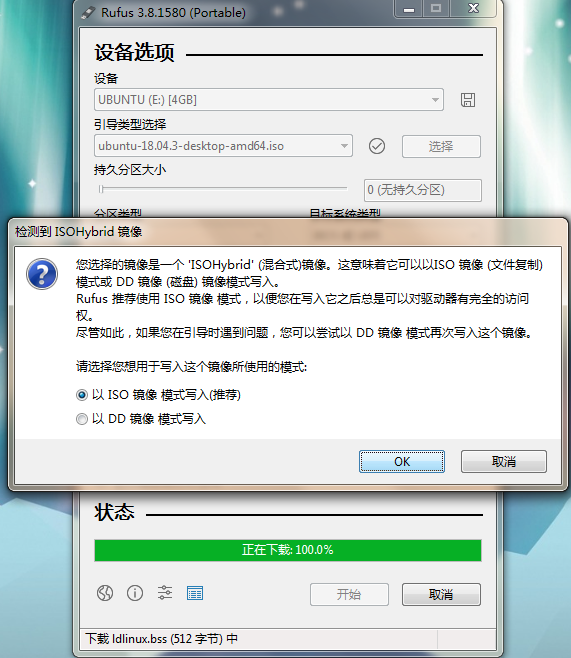 Rufus 3.8.1580 (Portable)
设备选项
设备
UBUNTU (E:) [4GB]
引导类型选择
ubuntu-18.04.3-desktop-amd64.iso
选择
持久分区大小
0 (无持久分区)
分区类型 目标系统类型
检测到 ISOHybrid 镜像
您选择的镜像是一个 'ISOHybrid' (混合式)镜像。这意味着它可以以ISO 镜像 (文件复制)
模式或 DD 镜像 (磁盘) 镜像模式写入。
Rufus 推荐使用 ISO 镜像 模式，以便您在写入它之后总是可以对驱动器有完全的访问
权。
尽管如此，如果您在引导时遇到问题，您可以尝试以 DD 镜像 模式再次写入这个镜像。
请选择您想用于写入这个镜像所使用的模式:
以 ISO 镜像 模式写入(推荐)
以 DD 镜像 模式写入
OK 取消
状态
正在下载: 100.0%
开始 取消
下载 ldlinux.bss (512 字节) 中